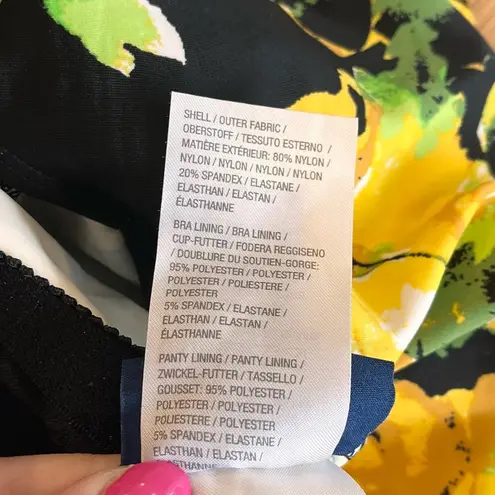 SHELL / OUTER FABRIC /
OBERSTOFF / TESSUTO ESTERNO /
MATIÈRE EXTÉRIEUR: 80% NYLON /
NYLON / NYLON / NYLON / NYLON
20% SPANDEX / ELASTANE /
ELASTHAN / ELASTAN /
ÉLASTHANNE
BRA LINING / BRA LINING /
CUP-FUTTER / FODERA REGGISENO
/ DOUBLURE DU SOUTIEN-GORGE:
95% POLYESTER / POLYESTER /
POLYESTER / POLIESTERE /
POLYESTER
5% SPANDEX / ELASTANE /
ELASTHAN / ELASTAN /
ÉLASTHANNE
PANTY LINING / PANTY LINING /
ZWICKEL-FUTTER / TASSELLO /
GOUSSET: 95% POLYESTER /
POLYESTER / POLYESTER /
POLIESTERE / POLYESTER
5% SPANDEX / ELASTANE /
ELASTHAN / ELASTAN /
ÉLASTHANNE